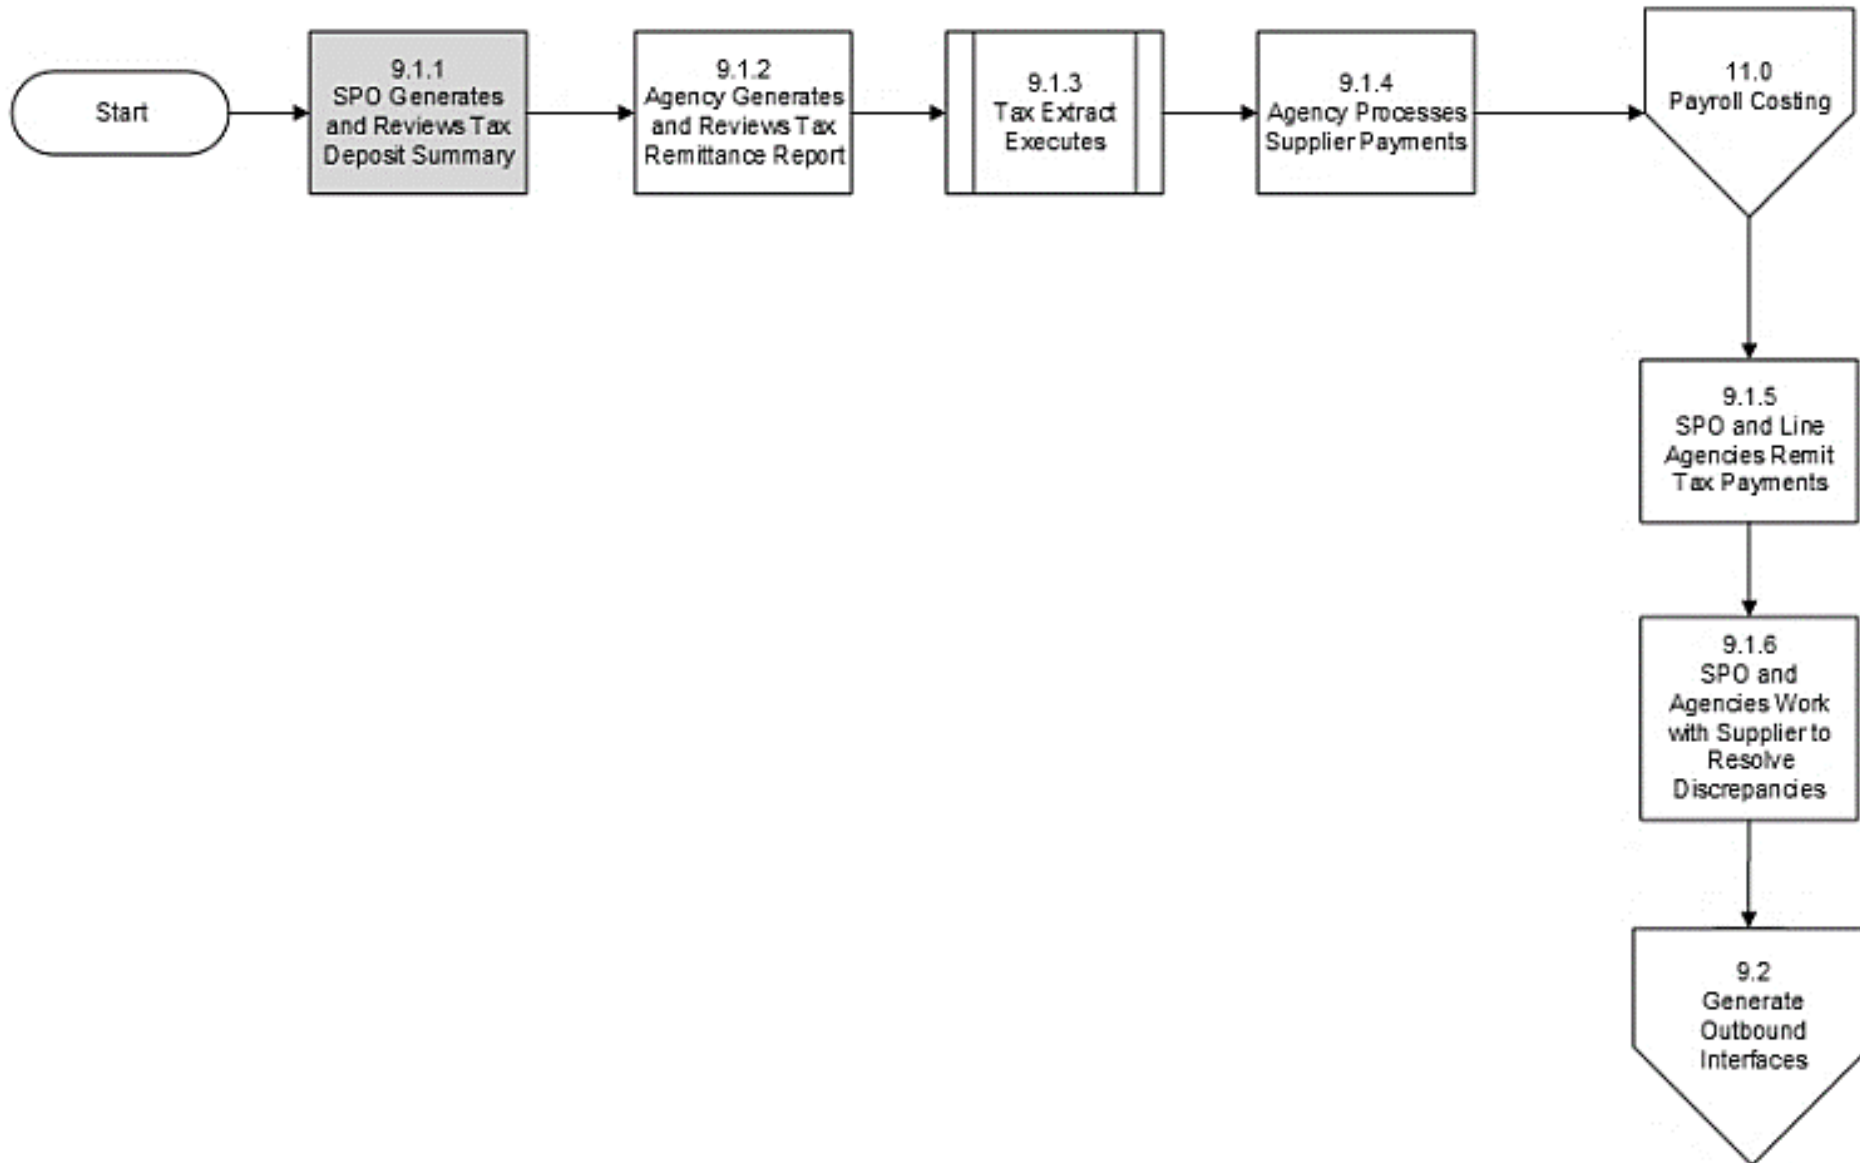 Start
9.1.1
SPO Generates
and Reviews Tax
Deposit Summary
9.1.2
Agency Generates
and Reviews Tax
Remittance Report
9.1.3
Tax Extract
Executes
9.1.4
Agency Processes
Supplier Payments
11.0
Payroll Costing
9.1.5
SPO and Line
Agencies Remit
Tax Payments
9.1.6
SPO and
Agencies Work
with Supplier to
Resolve
Discrepancies
9.2
Generate
Outbound
Interfaces